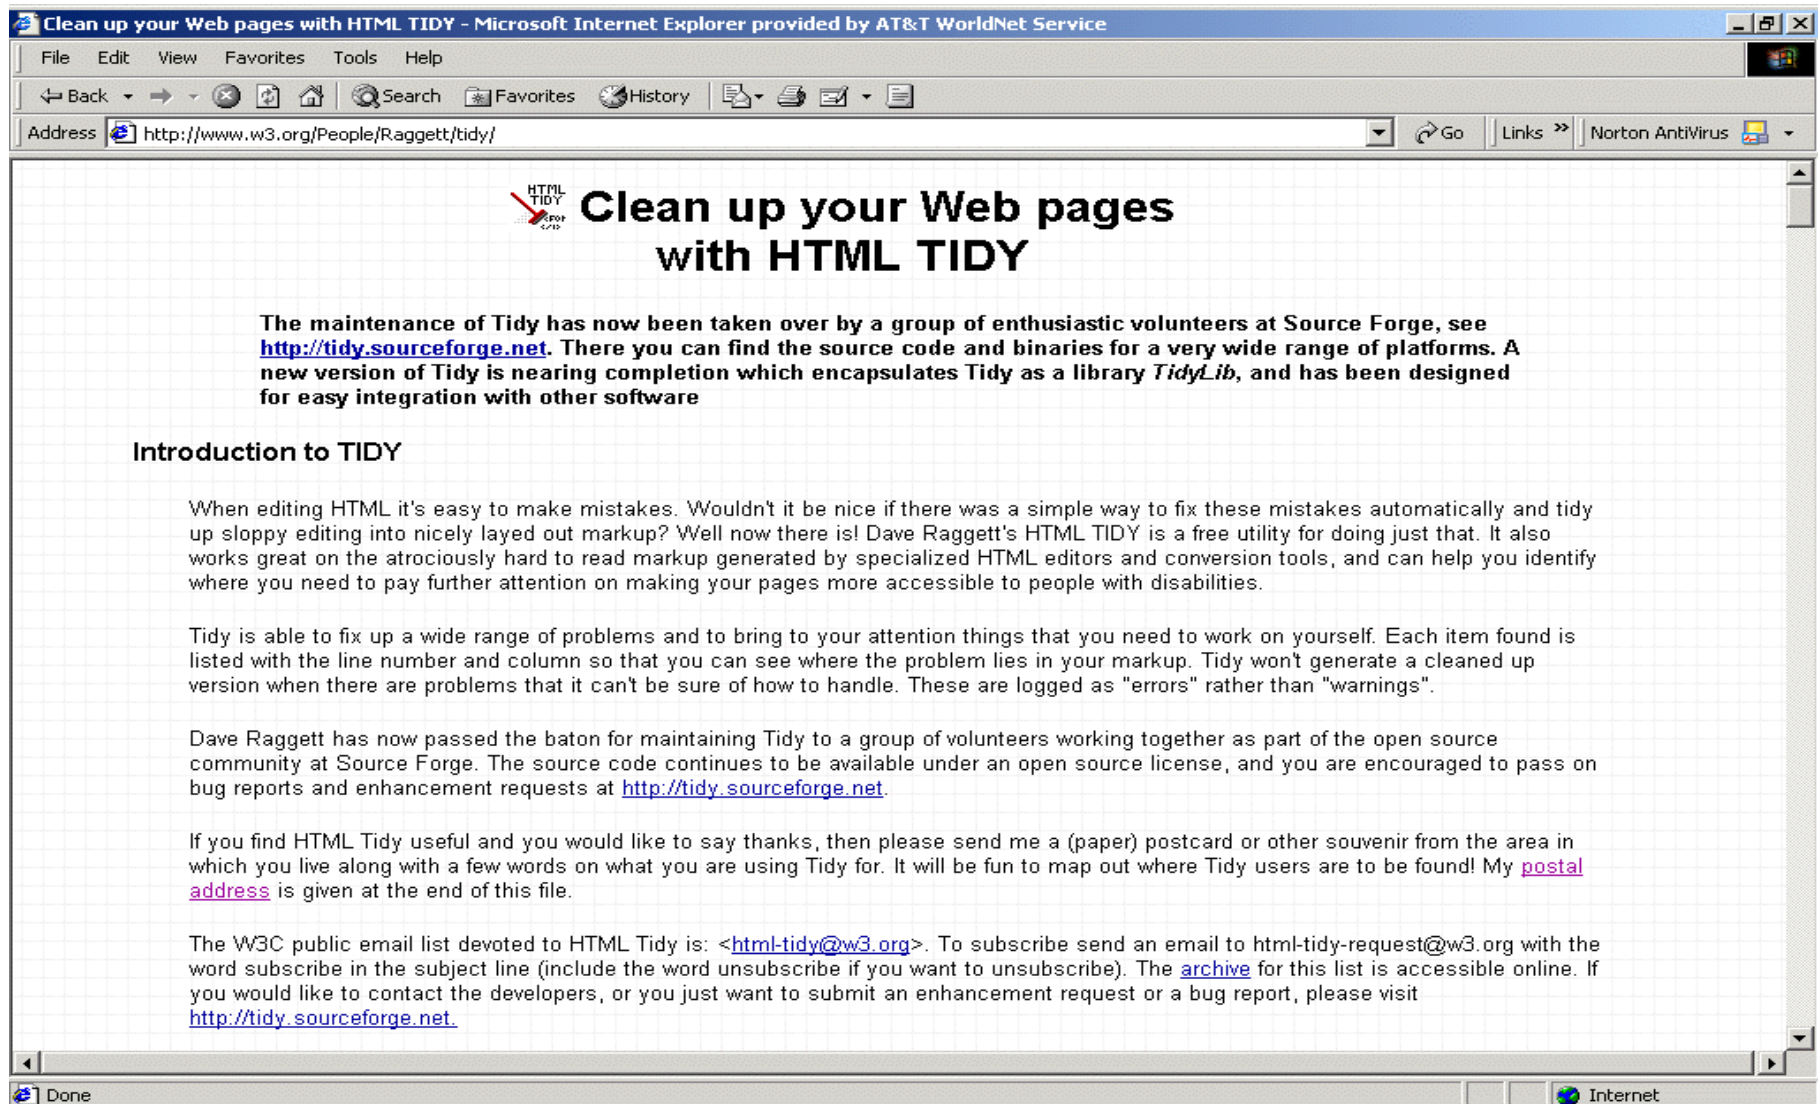 Clean up your Web pages with HTML TIDY - Microsoft Internet Explorer provided by AT&T WorldNet Service
File Edit View Favorites Tools Help
Back Search Favorites History
Address http://www.w3.org/People/Raggett/tidy/ Go Links » Norton AntiVirus
HTML
TIDY
Clean up your Web pages
with HTML TIDY
The maintenance of Tidy has now been taken over by a group of enthusiastic volunteers at Source Forge, see
http://tidy.sourceforge.net. There you can find the source code and binaries for a very wide range of platforms. A
new version of Tidy is nearing completion which encapsulates Tidy as a library TidyLib, and has been designed
for easy integration with other software
Introduction to TIDY
When editing HTML it's easy to make mistakes. Wouldn't it be nice if there was a simple way to fix these mistakes automatically and tidy
up sloppy editing into nicely layed out markup? Well now there is! Dave Raggett's HTML TIDY is a free utility for doing just that. It also
works great on the atrociously hard to read markup generated by specialized HTML editors and conversion tools, and can help you identify
where you need to pay further attention on making your pages more accessible to people with disabilities.
Tidy is able to fix up a wide range of problems and to bring to your attention things that you need to work on yourself. Each item found is
listed with the line number and column so that you can see where the problem lies in your markup. Tidy won't generate a cleaned up
version when there are problems that it can't be sure of how to handle. These are logged as "errors" rather than "warnings".
Dave Raggett has now passed the baton for maintaining Tidy to a group of volunteers working together as part of the open source
community at Source Forge. The source code continues to be available under an open source license, and you are encouraged to pass on
bug reports and enhancement requests at http://tidy.sourceforge.net.
If you find HTML Tidy useful and you would like to say thanks, then please send me a (paper) postcard or other souvenir from the area in
which you live along with a few words on what you are using Tidy for. It will be fun to map out where Tidy users are to be found! My postal
address is given at the end of this file.
The W3C public email list devoted to HTML Tidy is: <html-tidy@w3.org>. To subscribe send an email to html-tidy-request@w3.org with the
word subscribe in the subject line (include the word unsubscribe if you want to unsubscribe). The archive for this list is accessible online. If
you would like to contact the developers, or you just want to submit an enhancement request or a bug report, please visit
http://tidy.sourceforge.net.
Done Internet